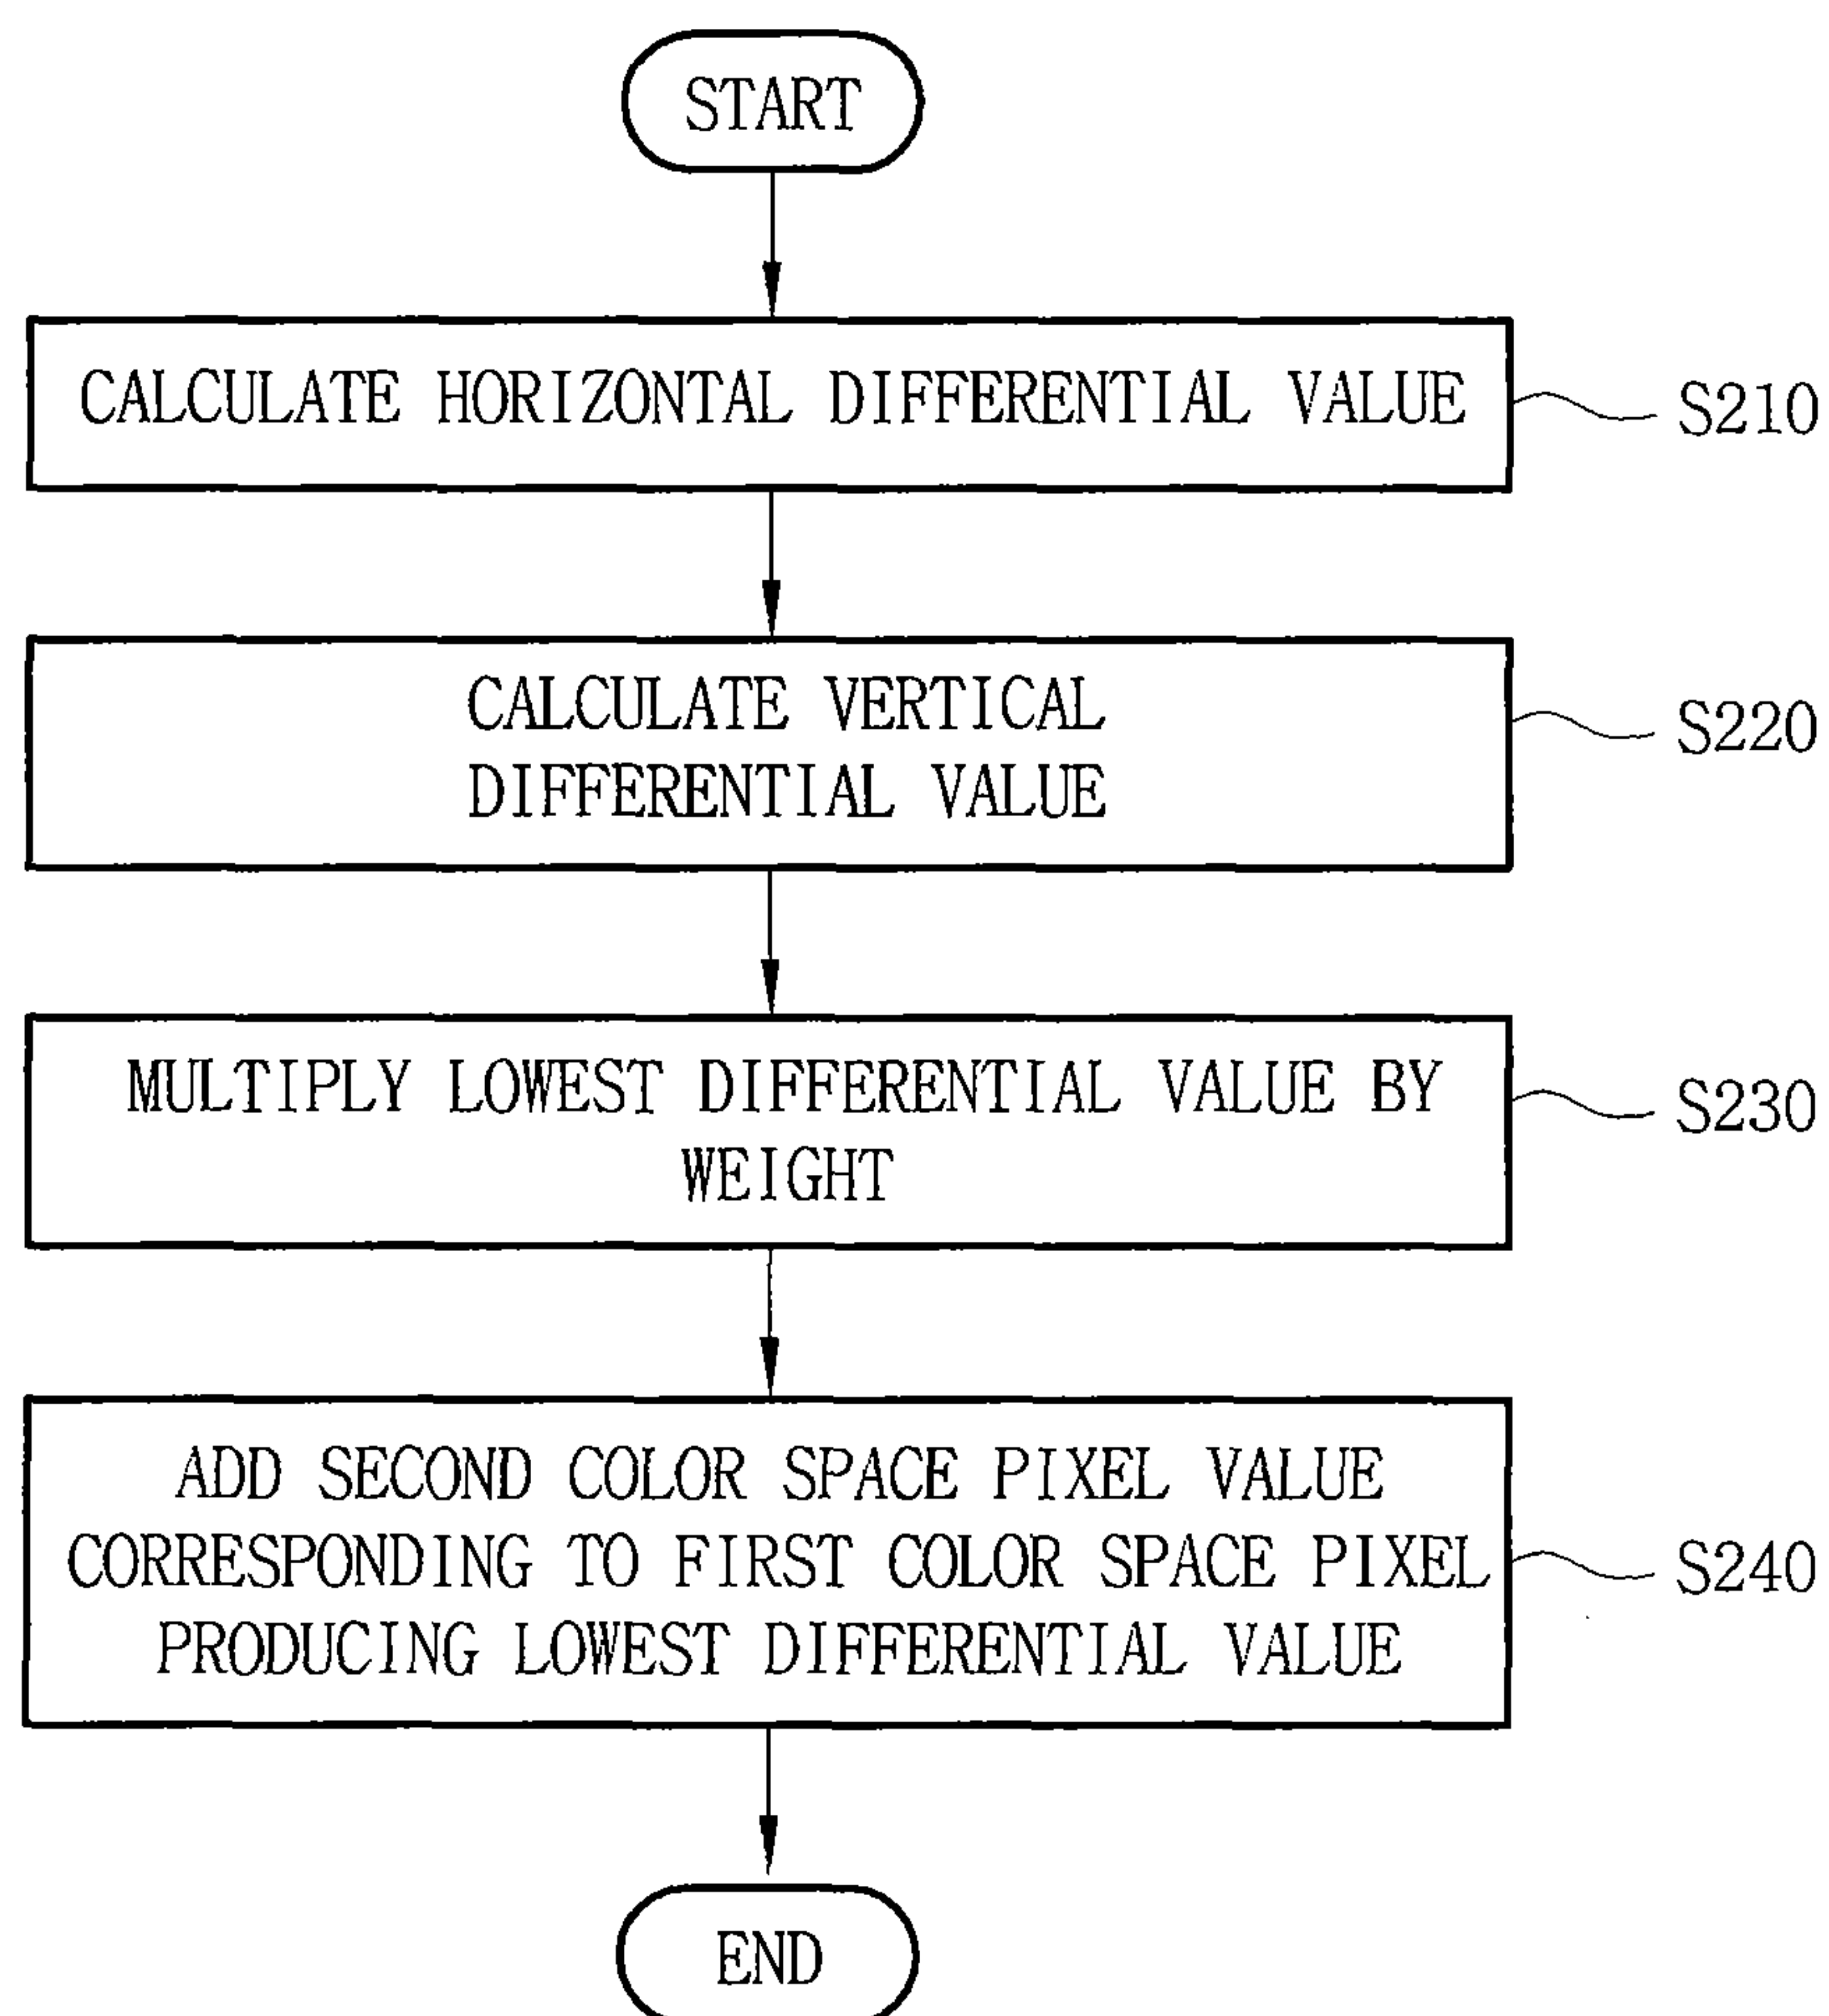 START
CALCULATE HORIZONTAL DIFFERENTIAL VALUE
S210
CALCULATE VERTICAL
DIFFERENTIAL VALUE
S220
MULTIPLY LOWEST DIFFERENTIAL VALUE BY
WEIGHT
S230
ADD SECOND COLOR SPACE PIXEL VALUE
CORRESPONDING TO FIRST COLOR SPACE PIXEL
PRODUCING LOWEST DIFFERENTIAL VALUE
S240
END